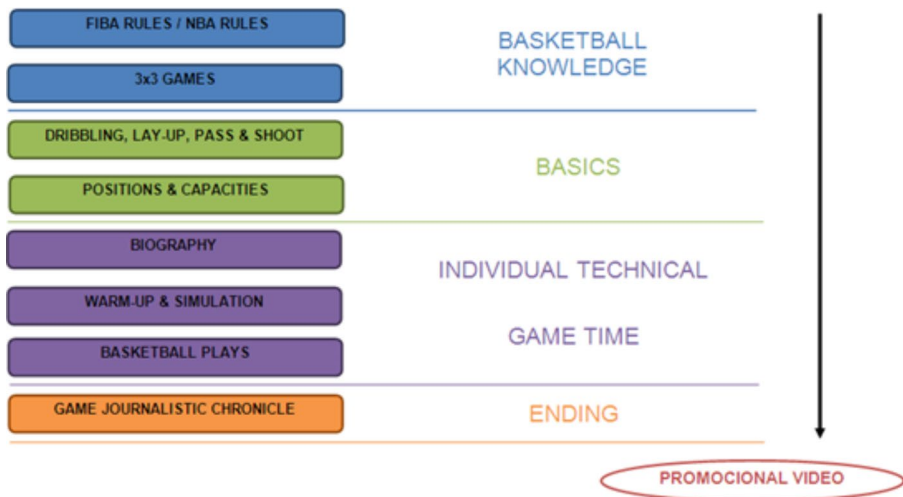 FIBA RULES / NBA RULES
BASKETBALL
KNOWLEDGE
3x3 GAMES
DRIBBLING, LAY-UP, PASS & SHOOT
BASICS
POSITIONS & CAPACITIES
BIOGRAPHY
INDIVIDUAL TECHNICAL
WARM-UP & SIMULATION
GAME TIME
BASKETBALL PLAYS
GAME JOURNALISTIC CHRONICLE
ENDING
PROMOCIONAL VIDEO